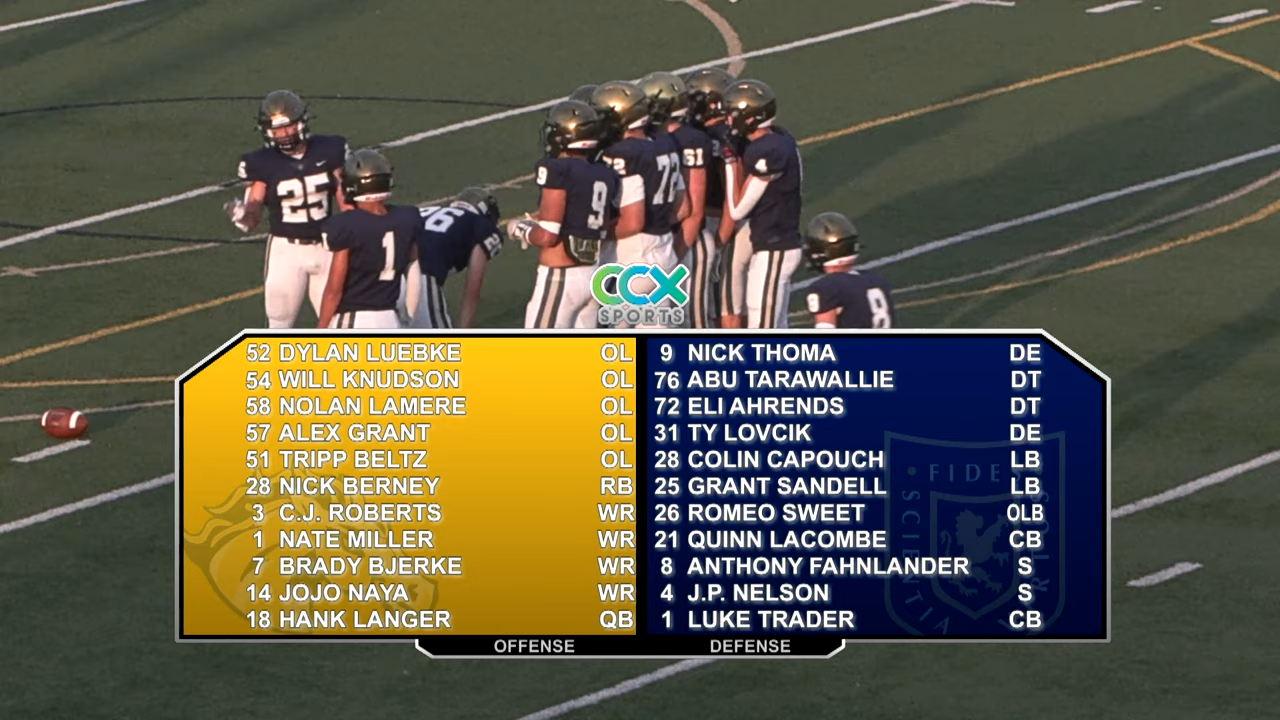 25
1
26
9
72
61
4
8
8
CCX
SPORTS
52 DYLAN LUEBKE OL
54 WILL KNUDSON OL
58 NOLAN LAMERE OL
57 ALEX GRANT OL
51 TRIPP BELTZ OL
28 NICK BERNEY RB
3 C.J. ROBERTS WR
1 NATE MILLER WR
7 BRADY BJERKE WR
14 JOJO NAYA WR
18 HANK LANGER QB
OFFENSE
9 NICK THOMA DE
76 ABU TARAWALLIE DT
72 ELI AHRENDS DT
31 TY LOVCIK DE
28 COLIN CAPOUCH LB
25 GRANT SANDELL LB
26 ROMEO SWEET OLB
21 QUINN LACOMBE CB
8 ANTHONY FAHNLANDER S
4 J.P. NELSON S
1 LUKE TRADER CB
DEFENSE